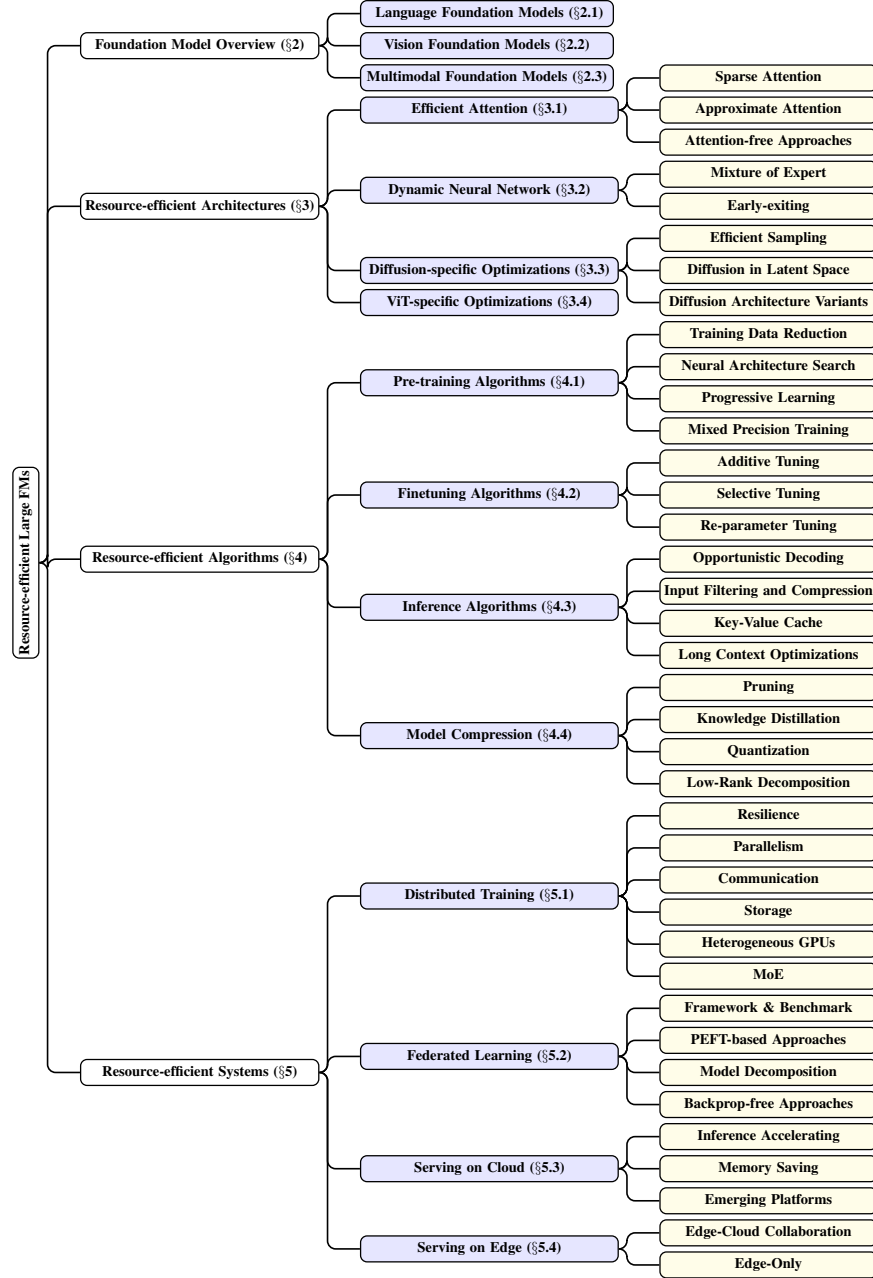 Resource-efficient Large FMs
Foundation Model Overview (§2)
Language Foundation Models (§2.1)
Vision Foundation Models (§2.2)
Multimodal Foundation Models (§2.3)
Resource-efficient Architectures (§3)
Efficient Attention (§3.1)
Sparse Attention
Approximate Attention
Attention-free Approaches
Dynamic Neural Network (§3.2)
Mixture of Expert
Early-exiting
Diffusion-specific Optimizations (§3.3)
Efficient Sampling
Diffusion in Latent Space
Diffusion Architecture Variants
ViT-specific Optimizations (§3.4)
Resource-efficient Algorithms (§4)
Pre-training Algorithms (§4.1)
Training Data Reduction
Neural Architecture Search
Progressive Learning
Mixed Precision Training
Finetuning Algorithms (§4.2)
Additive Tuning
Selective Tuning
Re-parameter Tuning
Inference Algorithms (§4.3)
Opportunistic Decoding
Input Filtering and Compression
Key-Value Cache
Long Context Optimizations
Model Compression (§4.4)
Pruning
Knowledge Distillation
Quantization
Low-Rank Decomposition
Resource-efficient Systems (§5)
Distributed Training (§5.1)
Resilience
Parallelism
Communication
Storage
Heterogeneous GPUs
MoE
Federated Learning (§5.2)
Framework & Benchmark
PEFT-based Approaches
Model Decomposition
Backprop-free Approaches
Serving on Cloud (§5.3)
Inference Accelerating
Memory Saving
Emerging Platforms
Serving on Edge (§5.4)
Edge-Cloud Collaboration
Edge-Only